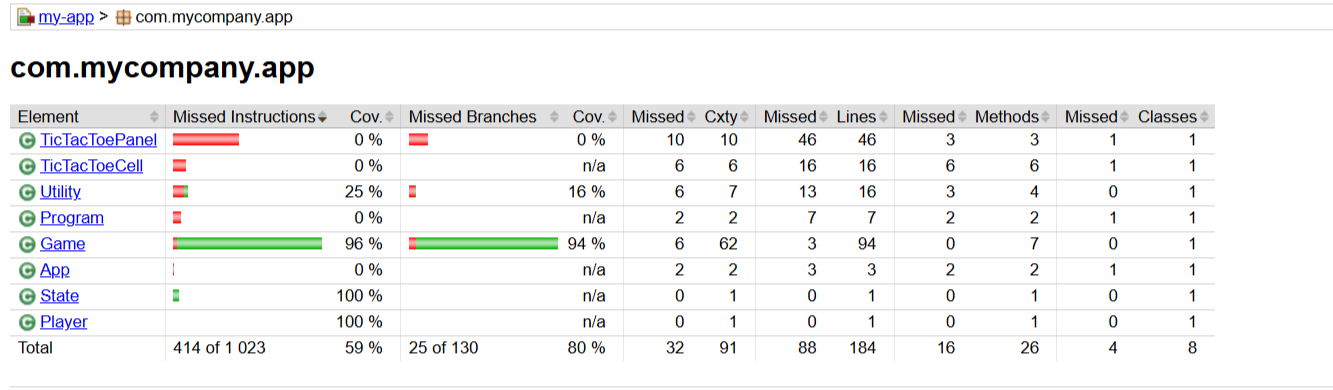 my-app > com.mycompany.app
com.mycompany.app
Element Missed Instructions Cov. Missed Branches Cov. Missed Cxty Missed Lines Missed Methods Missed Classes
TicTacToePanel 0 % 0 % 10 10 46 46 3 3 1 1
TicTacToeCell 0 % n/a 6 6 16 16 6 6 1 1
Utility 25 % 16 % 6 7 13 16 3 4 0 1
Program 0 % n/a 2 2 7 7 2 2 1 1
Game 96 % 94 % 6 62 3 94 0 7 0 1
App 0 % n/a 2 2 3 3 2 2 1 1
State 100 % n/a 0 1 0 1 0 1 0 1
Player 100 % n/a 0 1 0 1 0 1 0 1
Total 414 of 1 023 59 % 25 of 130 80 % 32 91 88 184 16 26 4 8